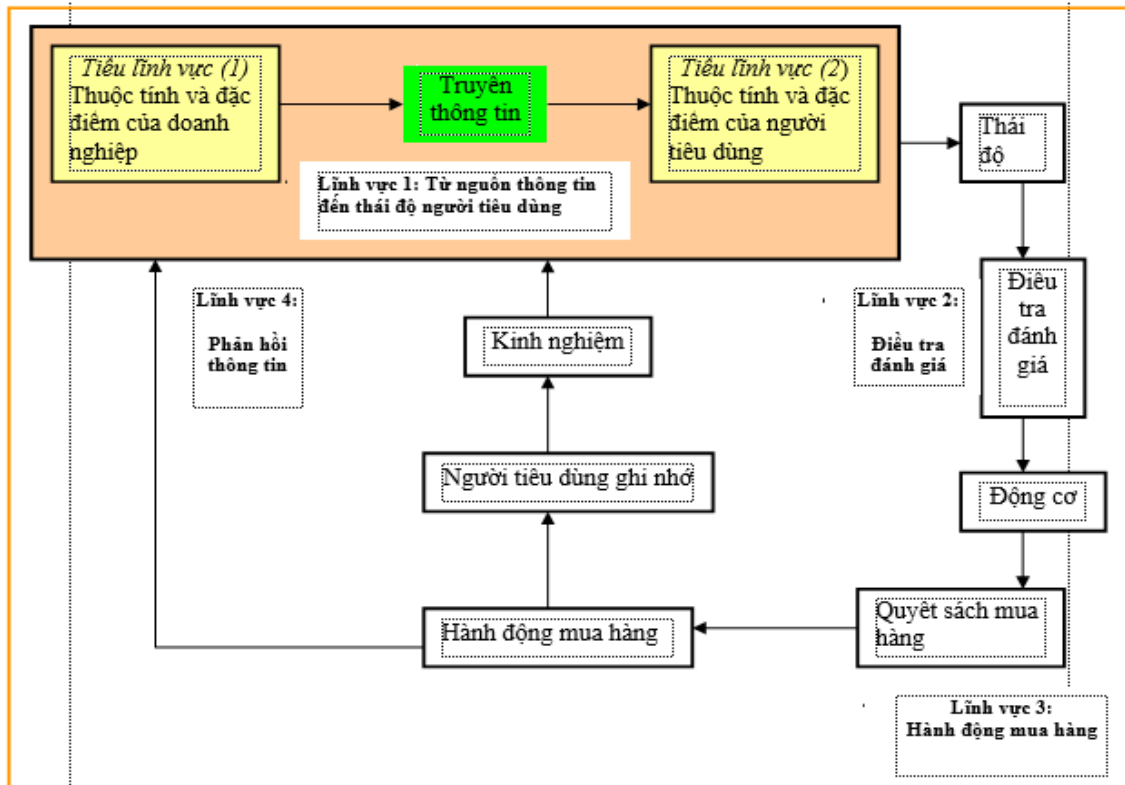 Tiểu lĩnh vực (1)
Thuộc tính và đặc
điểm của doanh
nghiệp
Truyền
thông tin
Tiểu lĩnh vực (2)
Thuộc tính và đặc
điểm của người
tiêu dùng
Thái
độ
Lĩnh vực 1: Từ nguồn thông tin
đến thái độ người tiêu dùng
Lĩnh vực 4:
Phản hồi
thông tin
Kinh nghiệm
Lĩnh vực 2:
Điều tra
đánh giá
Điều
tra
đánh
giá
Người tiêu dùng ghi nhớ
Động cơ
Hành động mua hàng
Quyết sách mua
hàng
Lĩnh vực 3:
Hành động mua hàng